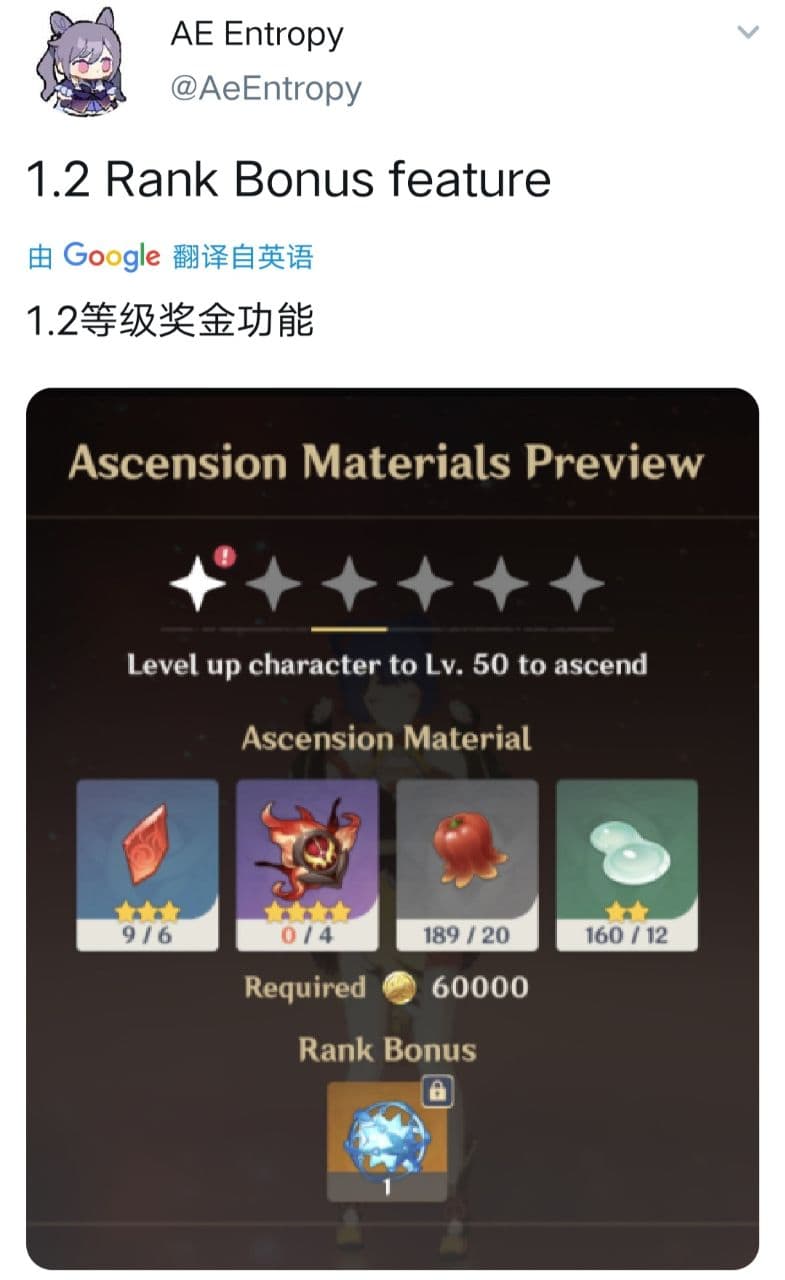 AE Entropy
@AeEntropy
1.2 Rank Bonus feature
由 Google 翻译自英语
1.2等级奖金功能
Ascension Materials Preview
Level up character to Lv. 50 to ascend
Ascension Material
9 / 6
0 / 4
189 / 20
160 / 12
Required 60000
Rank Bonus
1